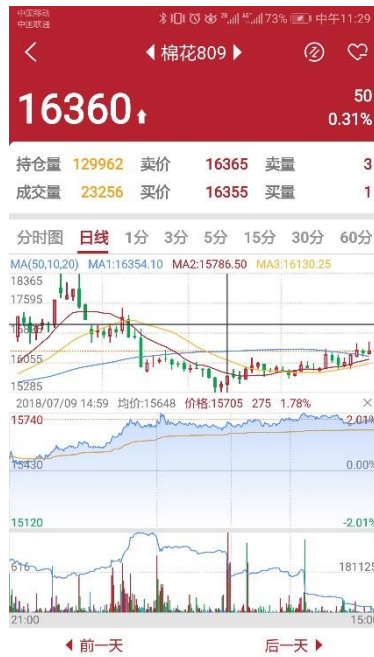 中国移动
中国联通
73% 中午11:29
棉花809
16360 50
0.31%
持仓量 129962 卖价 16365 卖量 3
成交量 23256 买价 16355 买量 1
分时图 日线 1分 3分 5分 15分 30分 60分
MA(50,10,20) MA1:16354.10 MA2:15786.50 MA3:16130.25
18365
17595
16055
15285
2018/07/09 14:59 均价:15648 价格:15705 275 1.78%
15740 2.01%
15430 0.00%
15120 -2.01%
616 181125
21:00 15:00
前一天 后一天